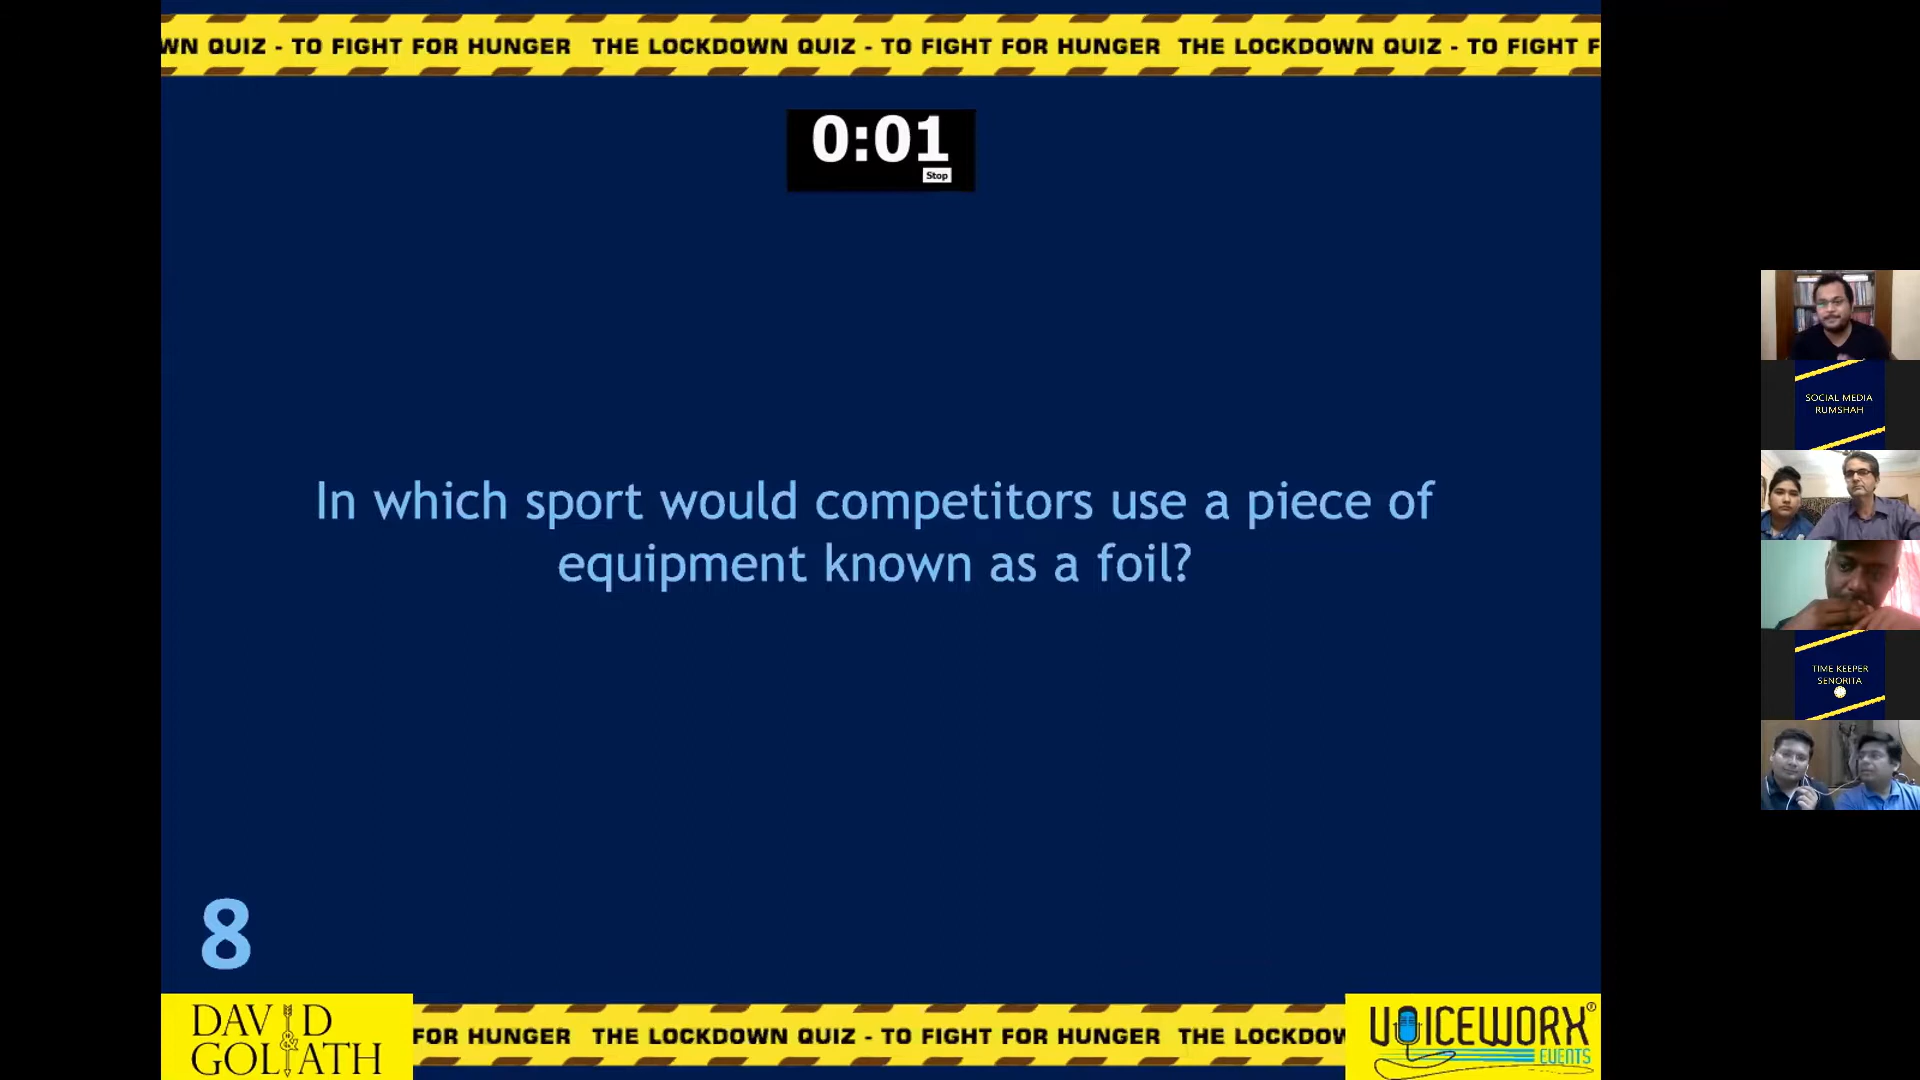 WN QUIZ - TO FIGHT FOR HUNGER THE LOCKDOWN QUIZ - TO FIGHT FOR HUNGER THE LOCKDOWN QUIZ - TO FIGHT F
0:01
Stop
In which sport would competitors use a piece of
equipment known as a foil?
SOCIAL MEDIA
RUMSHAH
TIME KEEPER
SENORITA
8
DAVID
&
GOLIATH
FOR HUNGER THE LOCKDOWN QUIZ - TO FIGHT FOR HUNGER THE LOCKDOW
VOICEWORX®
EVENTS